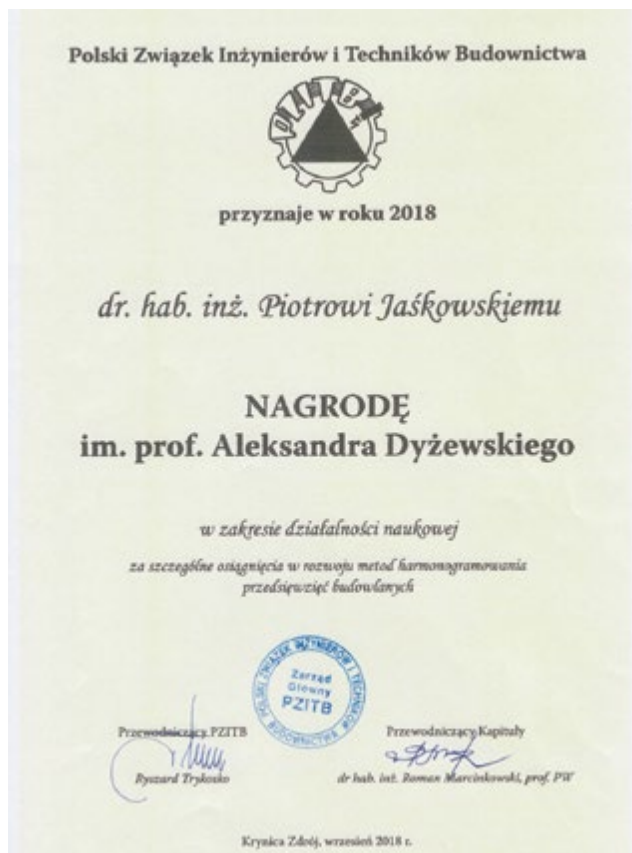 Polski Związek Inżynierów i Techników Budownictwa
przyznaje w roku 2018
dr. hab. inż. Piotrowi Jaśkowskiemu
NAGRODĘ
im. prof. Aleksandra Dyżewskiego
w zakresie działalności naukowej
za szczególne osiągnięcia w rozwoju metod harmonogramowania
przedsięwzięć budowlanych
POLSKI ZWIĄZEK INŻYNIERÓW I TECHNIKÓW BUDOWNICTWA
Zarząd
Główny
PZITB
Przewodniczący PZITB
Przewodniczący Kapituły
Ryszard Trykosko
dr hab. inż. Roman Marcinkowski, prof. PW
Krynica Zdrój, wrzesień 2018 r.